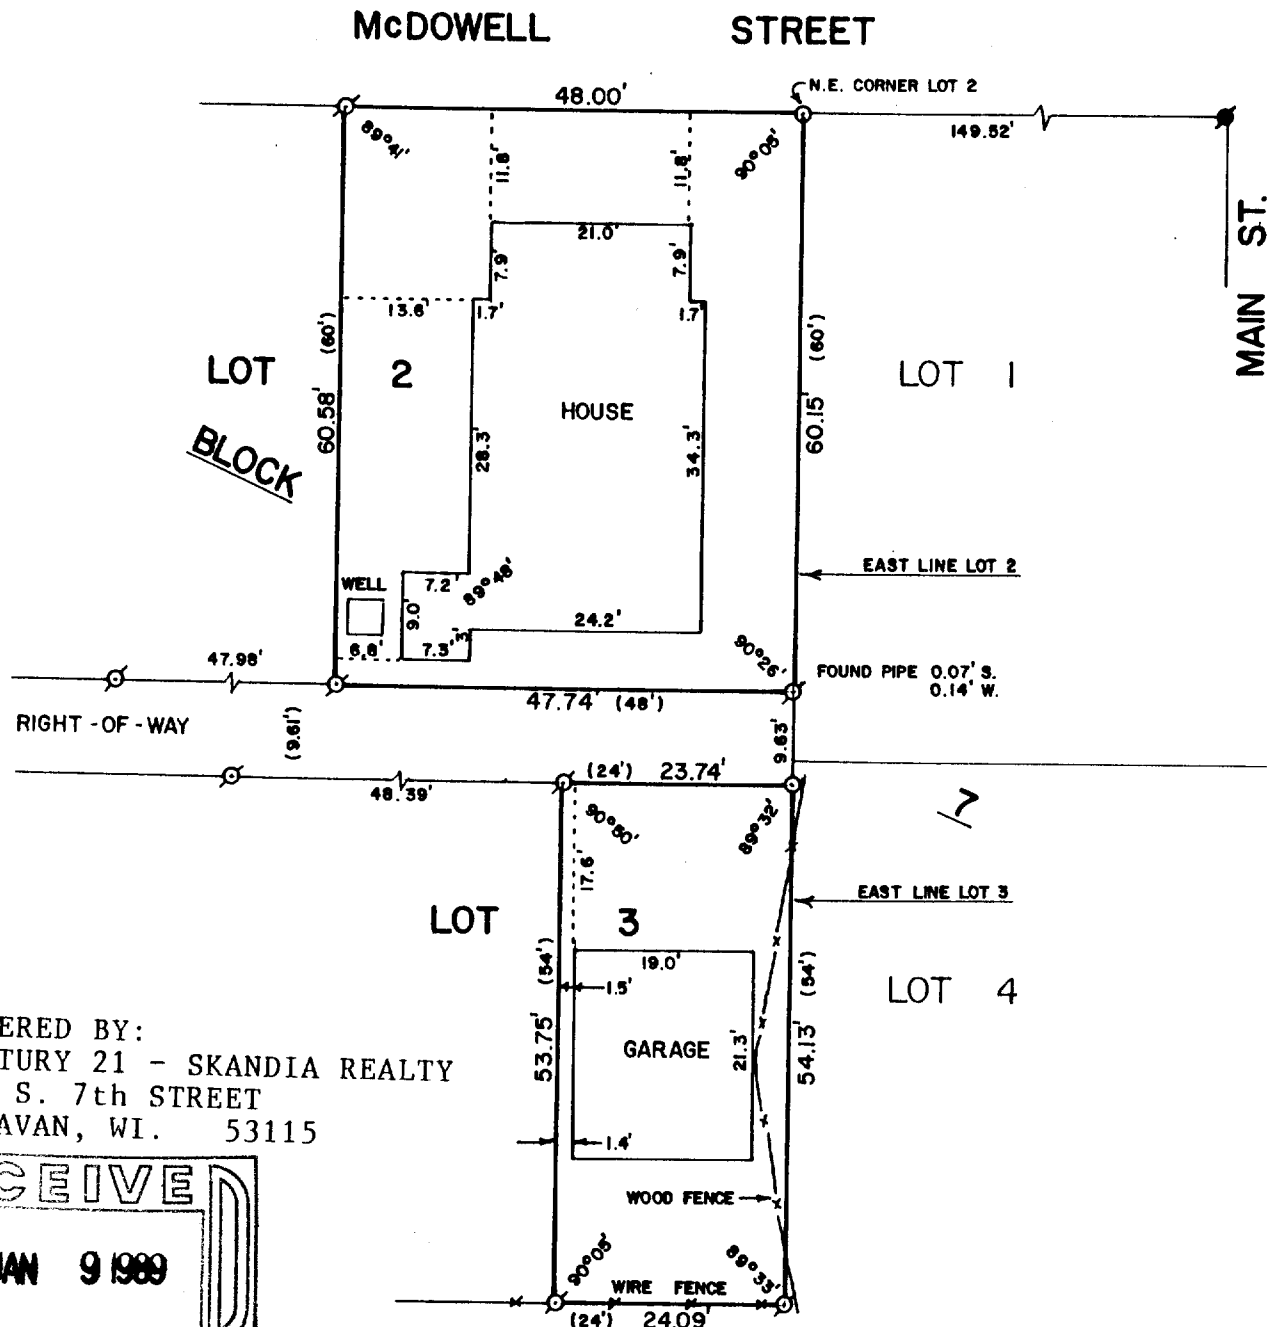 McDOWELL STREET
N.E. CORNER LOT 2
48.00'
149.52'
89°41'
90°05'
11.8'
11.8'
MAIN ST.
21.0'
7.9'
7.9'
13.6'
1.7'
1.7'
(60')
(60')
LOT 2
LOT 1
60.58'
60.15'
HOUSE
BLOCK
28.3'
34.3'
EAST LINE LOT 2
WELL
7.2'
89°48'
9.0'
24.2'
3'
6.8'
7.3'
90°26'
47.98'
FOUND PIPE 0.07' S.
0.14' W.
47.74' (48')
RIGHT-OF-WAY
(9.61')
9.63'
(24') 23.74'
48.39'
7
90°50'
89°32'
17.6'
EAST LINE LOT 3
LOT 3
19.0'
(54')
(54')
1.5'
LOT 4
53.75'
GARAGE
21.3'
54.13'
ERED BY:
TURY 21 - SKANDIA REALTY
S. 7th STREET
AVAN, WI. 53115
1.4'
CEIVED
WOOD FENCE
JAN 9 1989
90°05'
89°33'
WIRE FENCE
(24') 24.09'